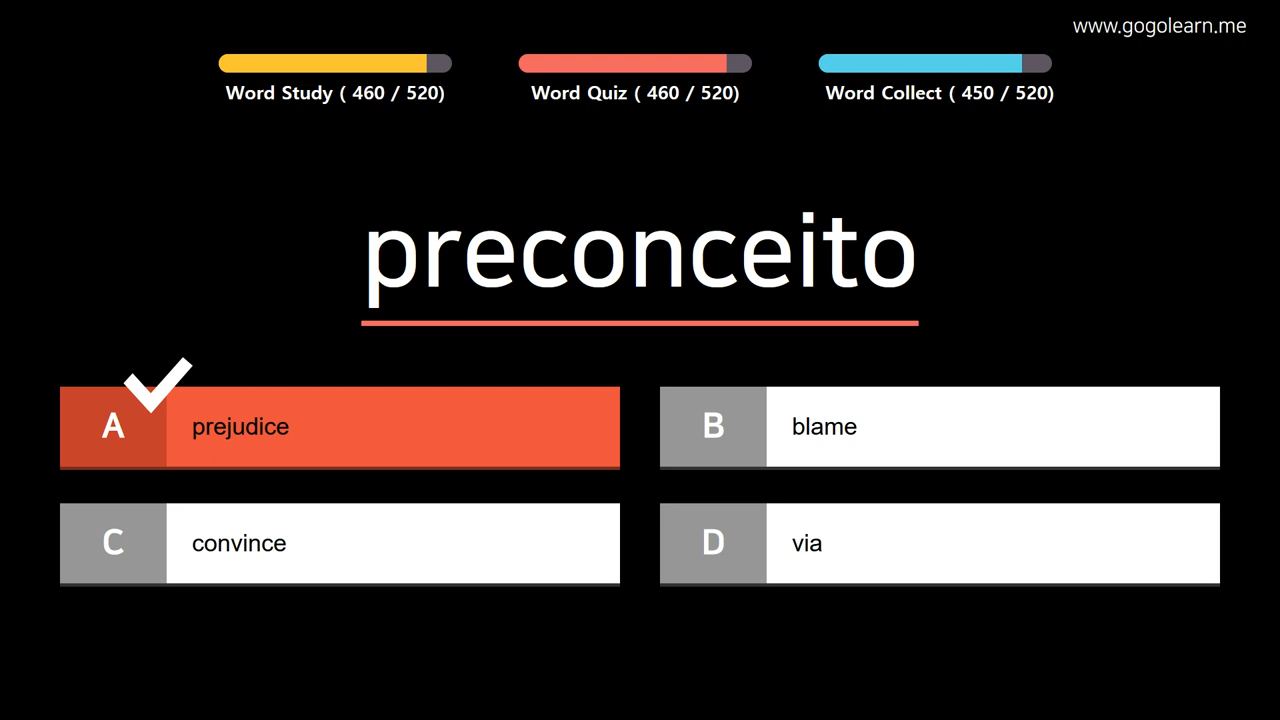 www.gogolearn.me
Word Study ( 460 / 520)
Word Quiz ( 460 / 520)
Word Collect ( 450 / 520)
preconceito
A prejudice
B blame
C convince
D via